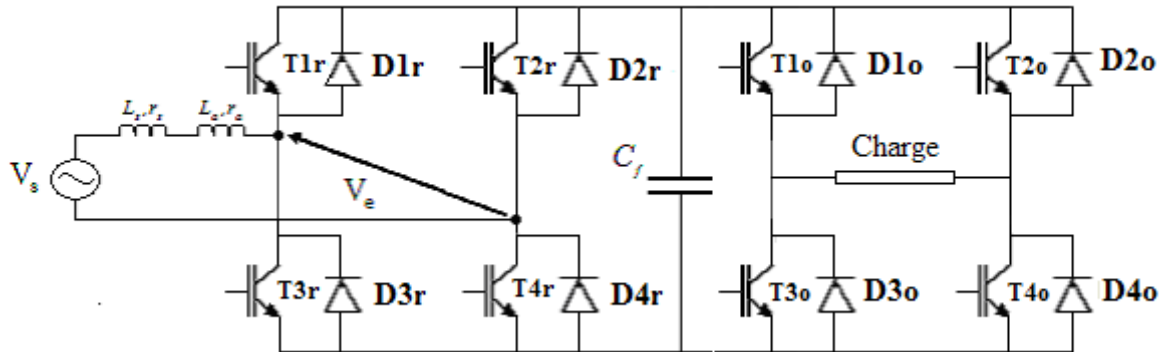 T1r D1r T2r D2r T1o D1o T2o D2o
Ls,rs La,ra
Vs
Ve
Cf
Charge
T3r D3r T4r D4r T3o D3o T4o D4o